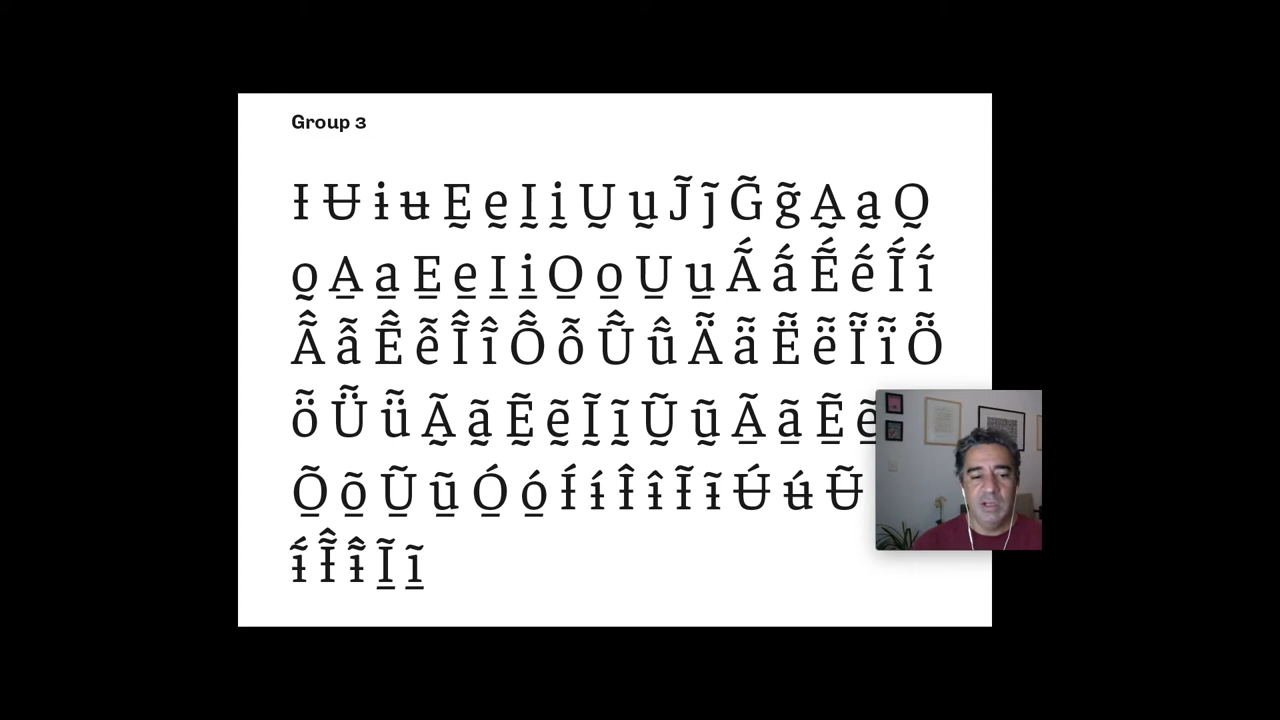 Group 3
Ɨ Ʉ ɨ ʉ Ḛ ḛ Ḭ ḭ Ṵ ṵ J̃ j̃ G̃ g̃ A̰ a̰ O̰
o̰ A̱ a̱ E̱ e̱ I̱ i̱ O̱ o̱ U̱ u̱ Ã́ ã́ Ẽ́ ẽ́ Ĩ́ ĩ́
Ẫ ẫ Ễ ễ Î̃ î̃ Ỗ ỗ Û̃ û̃ Ä̃ ä̃ Ë̃ ë̃ Ï̃ ï̃ Ö̃
ö̃ Ü̃ ü̃ Ã̰ ã̰ Ḛ̃ ḛ̃ Ḭ̃ ḭ̃ Ṵ̃ ṵ̃ Ã̱ ã̱ Ẽ̱ ẽ̱
Õ̱ õ̱ Ũ̱ ũ̱ Ó̱ ó̱ Ɨ́ ɨ́ Ɨ̂ ɨ̂ Ɨ̃ ɨ̃ Ʉ́ ʉ́ Ʉ̃
ɨ̃́ Ɨ̃̂ ɨ̃̂ Ĩ̱ ĩ̱